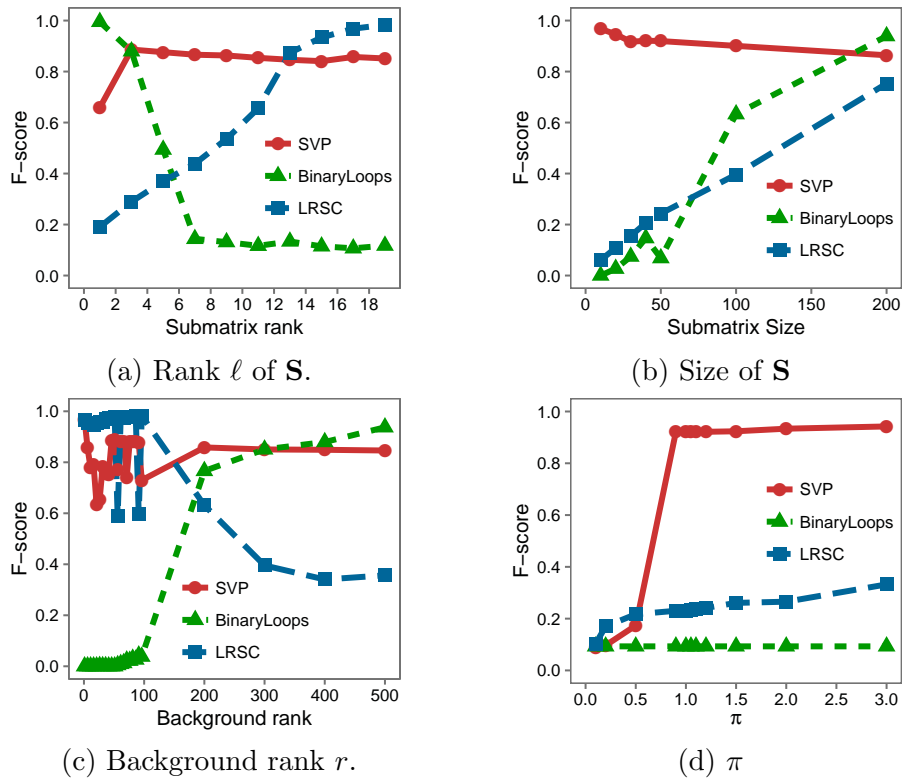 1.0
0.8
0.6
0.4
0.2
0.0
F−score
SVP
BinaryLoops
LRSC
0 2 3 4 6 7 8 10 11 12 14 15 16 18
Submatrix rank
(a) Rank ℓ of S.
1.0
0.8
0.6
0.4
0.2
0.0
F−score
SVP
BinaryLoops
LRSC
0 50 100 150 200
Submatrix Size
(b) Size of S
1.0
0.8
0.6
0.4
0.2
0.0
F−score
SVP
BinaryLoops
LRSC
0 100 200 300 400 500
Background rank
(c) Background rank r.
1.0
0.8
0.6
0.4
0.2
0.0
F−score
SVP
BinaryLoops
LRSC
0.0 0.5 1.0 1.5 2.0 2.5 3.0
π
(d) π